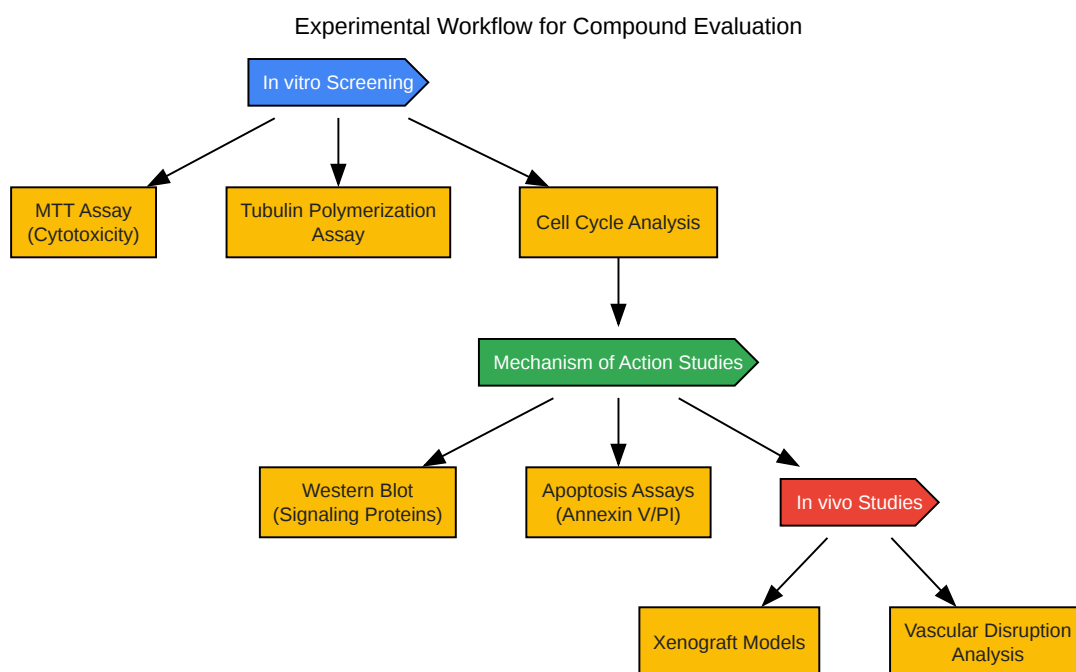 Experimental Workflow for Compound Evaluation
In vitro Screening
MTT Assay
(Cytotoxicity)
Tubulin Polymerization
Assay
Cell Cycle Analysis
Mechanism of Action Studies
Western Blot
(Signaling Proteins)
Apoptosis Assays
(Annexin V/PI)
In vivo Studies
Xenograft Models
Vascular Disruption
Analysis